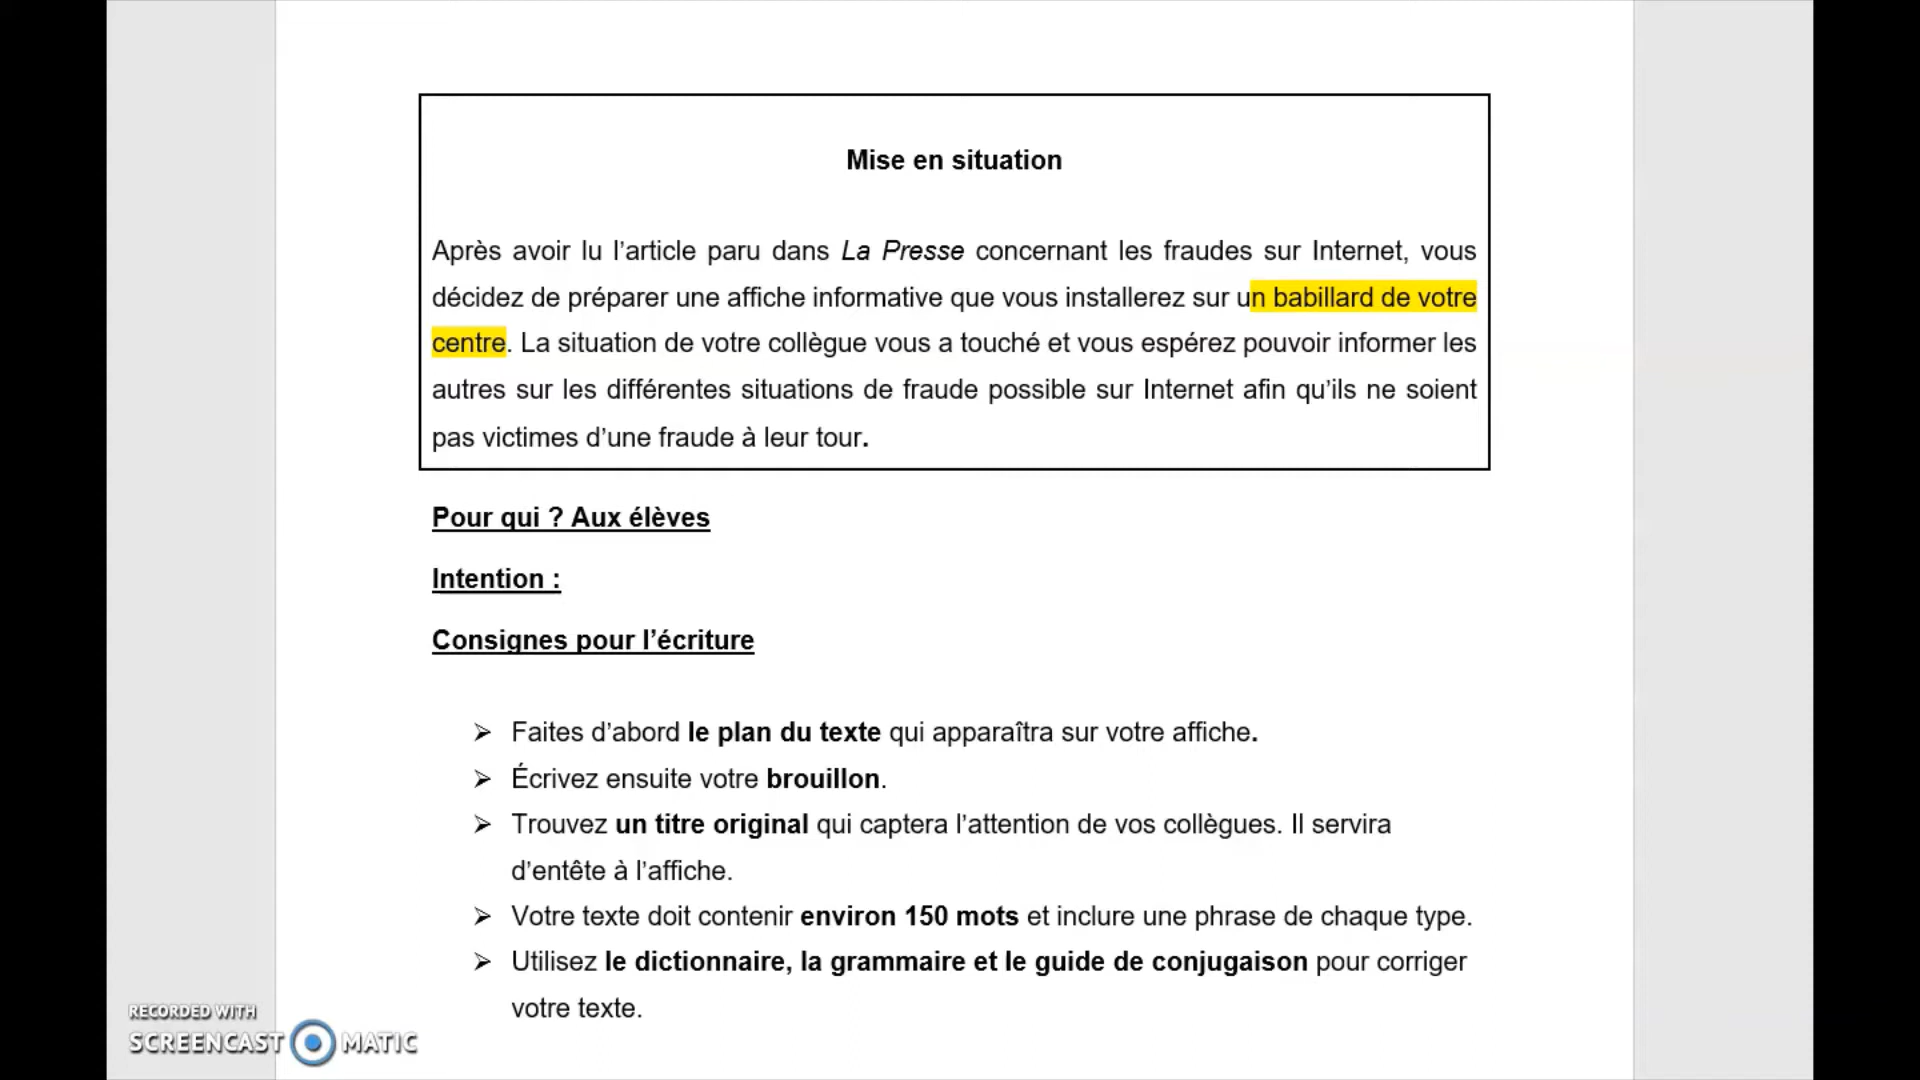 Mise en situation
Après avoir lu l’article paru dans La Presse concernant les fraudes sur Internet, vous
décidez de préparer une affiche informative que vous installerez sur un babillard de votre
centre. La situation de votre collègue vous a touché et vous espérez pouvoir informer les
autres sur les différentes situations de fraude possible sur Internet afin qu’ils ne soient
pas victimes d’une fraude à leur tour.
Pour qui ? Aux élèves
Intention :
Consignes pour l’écriture
➢ Faites d’abord le plan du texte qui apparaîtra sur votre affiche.
➢ Écrivez ensuite votre brouillon.
➢ Trouvez un titre original qui captera l’attention de vos collègues. Il servira
d’entête à l’affiche.
➢ Votre texte doit contenir environ 150 mots et inclure une phrase de chaque type.
➢ Utilisez le dictionnaire, la grammaire et le guide de conjugaison pour corriger
votre texte.
RECORDED WITH
SCREENCAST MATIC